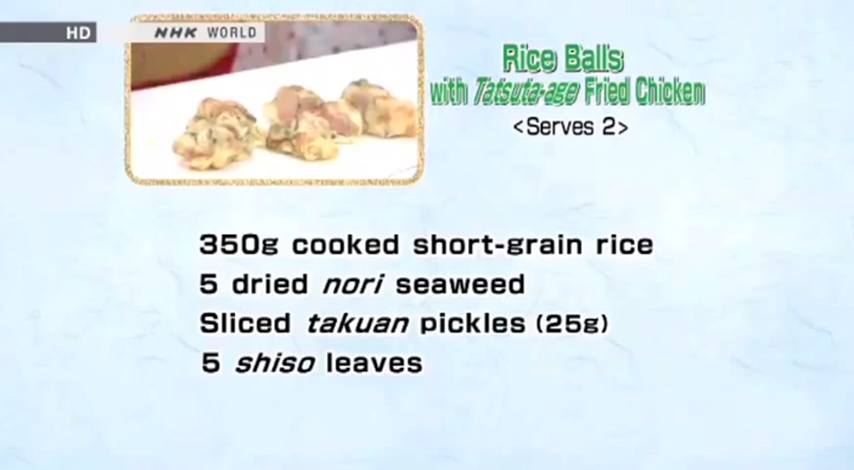 HD
NHK WORLD
Rice Balls
with Tatsuta-age Fried Chicken
<Serves 2>
350g cooked short-grain rice
5 dried nori seaweed
Sliced takuan pickles (25g)
5 shiso leaves